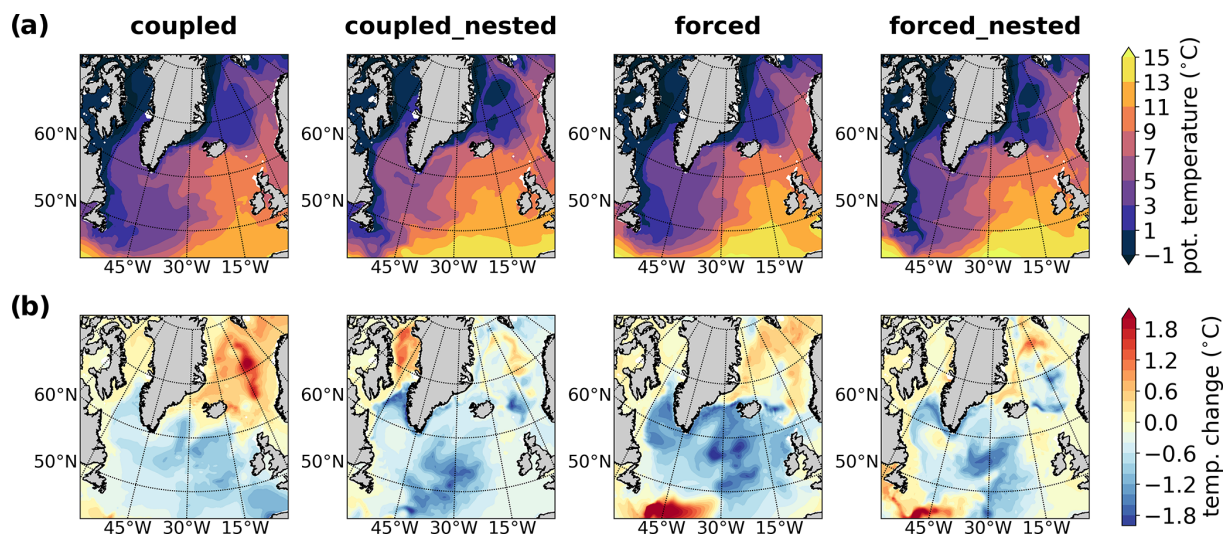 (a) coupled coupled_nested forced forced_nested
60°N 60°N 60°N 60°N
50°N 50°N 50°N 50°N
45°W 30°W 15°W 45°W 30°W 15°W 45°W 30°W 15°W 45°W 30°W 15°W
15
13
11
9
7
5
3
1
−1
pot. temperature (°C)
(b)
60°N 60°N 60°N 60°N
50°N 50°N 50°N 50°N
45°W 30°W 15°W 45°W 30°W 15°W 45°W 30°W 15°W 45°W 30°W 15°W
1.8
1.2
0.6
0.0
−0.6
−1.2
−1.8
temp. change (°C)